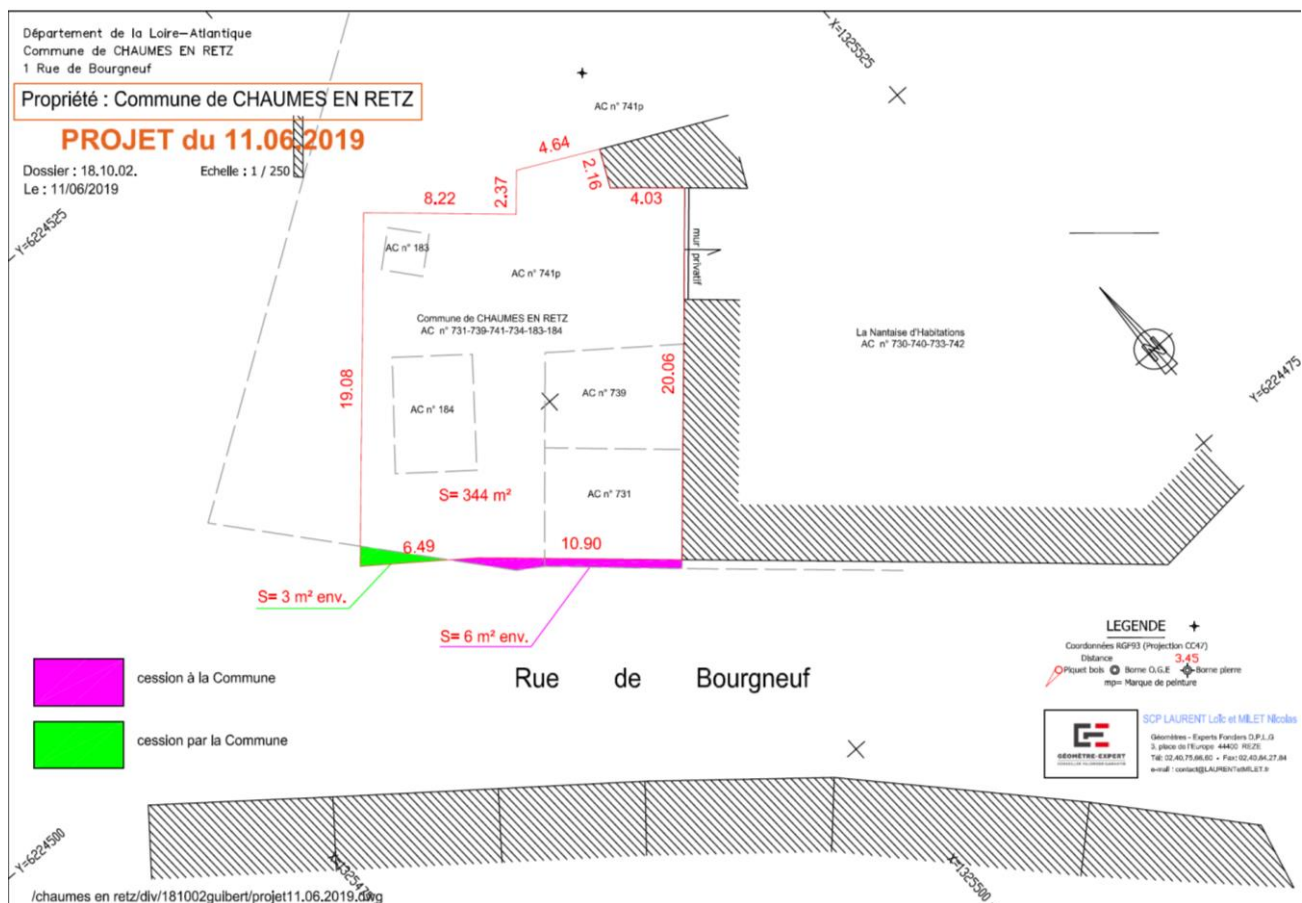 Département de la Loire-Atlantique
Commune de CHAUMES EN RETZ
1 Rue de Bourgneuf
Propriété : Commune de CHAUMES EN RETZ
PROJET du 11.06.2019
Dossier : 18.10.02.
Echelle : 1 / 250
Le : 11/06/2019
X=1325525
Y=6224525
AC n° 741p
4.64
2.16
2.37
8.22
4.03
AC n° 183
mur privatif
AC n° 741p
Commune de CHAUMES EN RETZ
AC n° 731-739-741-734-183-184
La Nantaise d'Habitations
AC n° 730-740-733-742
N
Y=6224475
19.08
20.06
AC n° 739
AC n° 184
S= 344 m²
AC n° 731
6.49
10.90
S= 3 m² env.
S= 6 m² env.
cession à la Commune
cession par la Commune
Rue de Bourgneuf
LEGENDE
Coordonnées RGF93 (Projection CC47)
Distance 3.45
Piquet bois Borne O.G.E Borne pierre
mp= Marque de peinture
GÉOMÈTRE-EXPERT
SCP LAURENT Loïc et MILET Nicolas
Géomètres - Experts Fonciers D.P.L.G
3, place de l'Europe 44400 REZE
Tél: 02.40.75.66.60 - Fax: 02.40.84.27.84
e-mail : contact@LAURENTetMILET.fr
Y=6224500
X=1325475
X=1325500
/chaumes en retz/div/181002guibert/projet11.06.2019.dwg